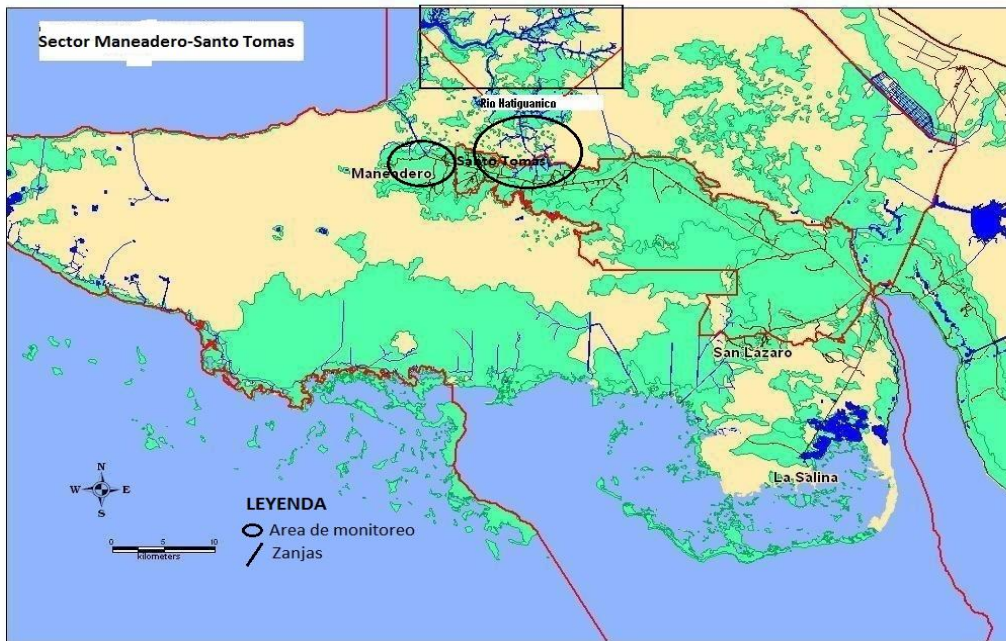 Sector Maneadero-Santo Tomas
Rio Hatiguanico
Santo Tomas
Maneadero
San Lazaro
La Salina
N
W E
S
LEYENDA
Area de monitoreo
Zanjas
0 5 10
kilometers